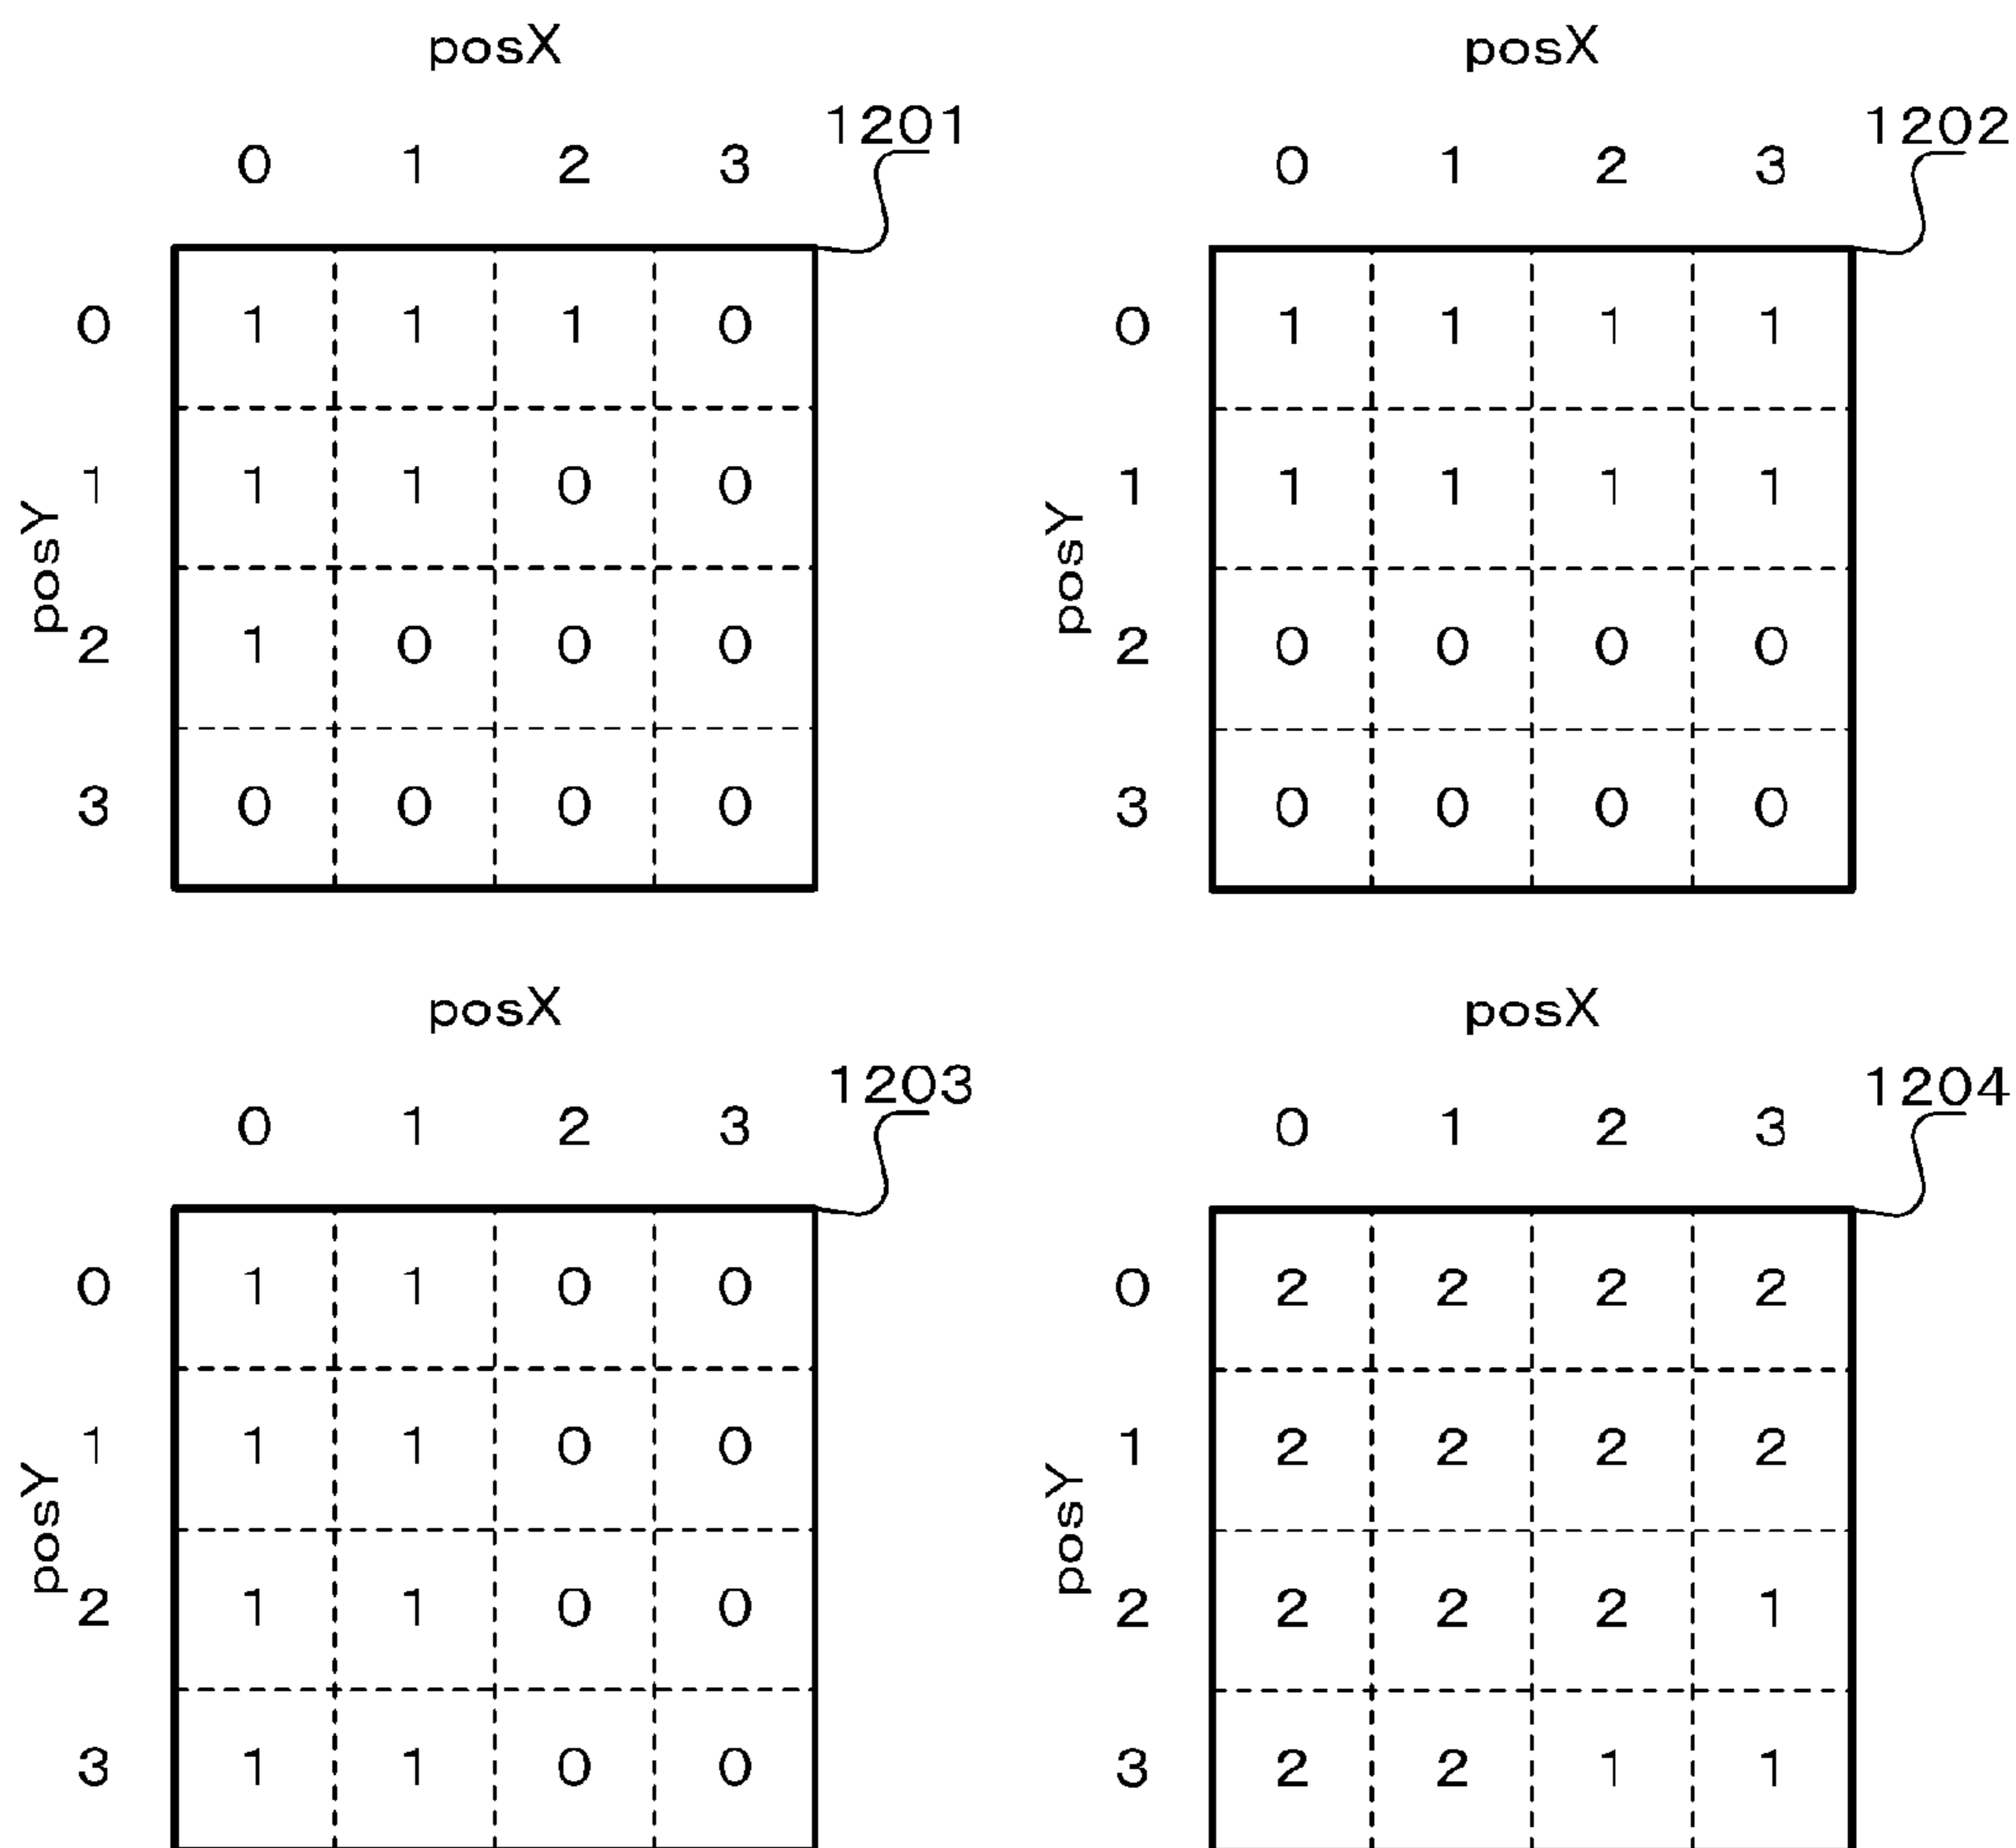 posX
1201
0 1 2 3
0 1 1 1 0
1 1 1 0 0
posY
2 1 0 0 0
3 0 0 0 0
posX
1202
0 1 2 3
0 1 1 1 1
1 1 1 1 1
posY
2 0 0 0 0
3 0 0 0 0
posX
1203
0 1 2 3
0 1 1 0 0
1 1 1 0 0
posY
2 1 1 0 0
3 1 1 0 0
posX
1204
0 1 2 3
0 2 2 2 2
1 2 2 2 2
posY
2 2 2 2 1
3 2 2 1 1